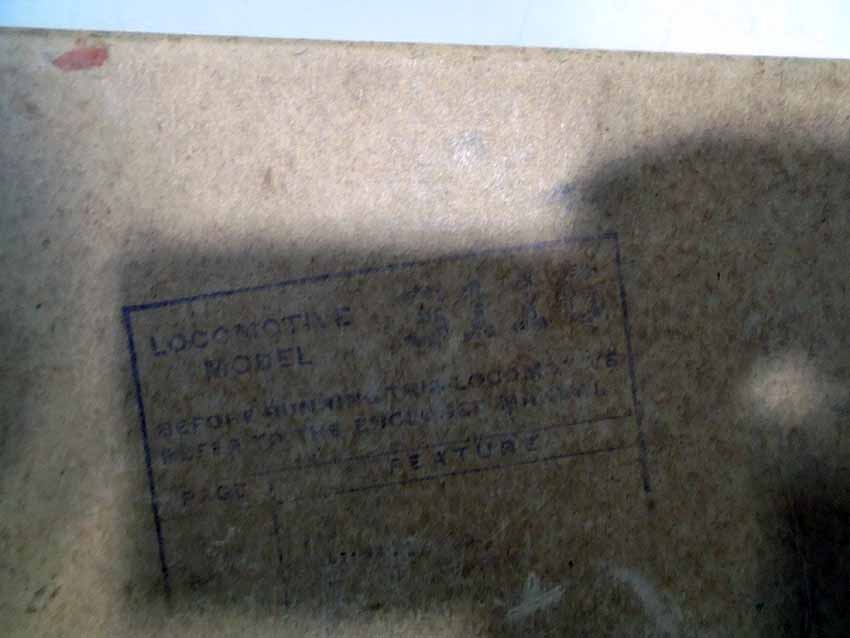 LOCOMOTIVE
MODEL
BEFORE RUNNING THIS LOCOMOTIVE
REFER TO THE ENCLOSED MANUAL
FEATURE
PAGE